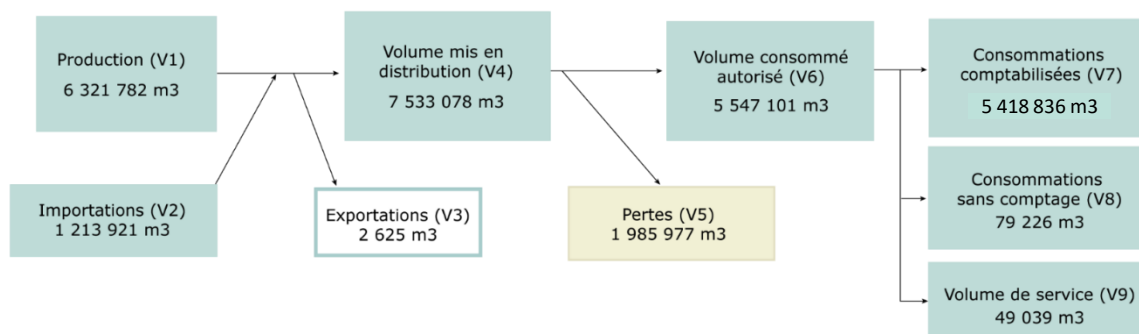 Production (V1)
6 321 782 m3
Importations (V2)
1 213 921 m3
Exportations (V3)
2 625 m3
Volume mis en
distribution (V4)
7 533 078 m3
Pertes (V5)
1 985 977 m3
Volume consommé
autorisé (V6)
5 547 101 m3
Consommations
comptabilisées (V7)
5 418 836 m3
Consommations
sans comptage (V8)
79 226 m3
Volume de service (V9)
49 039 m3